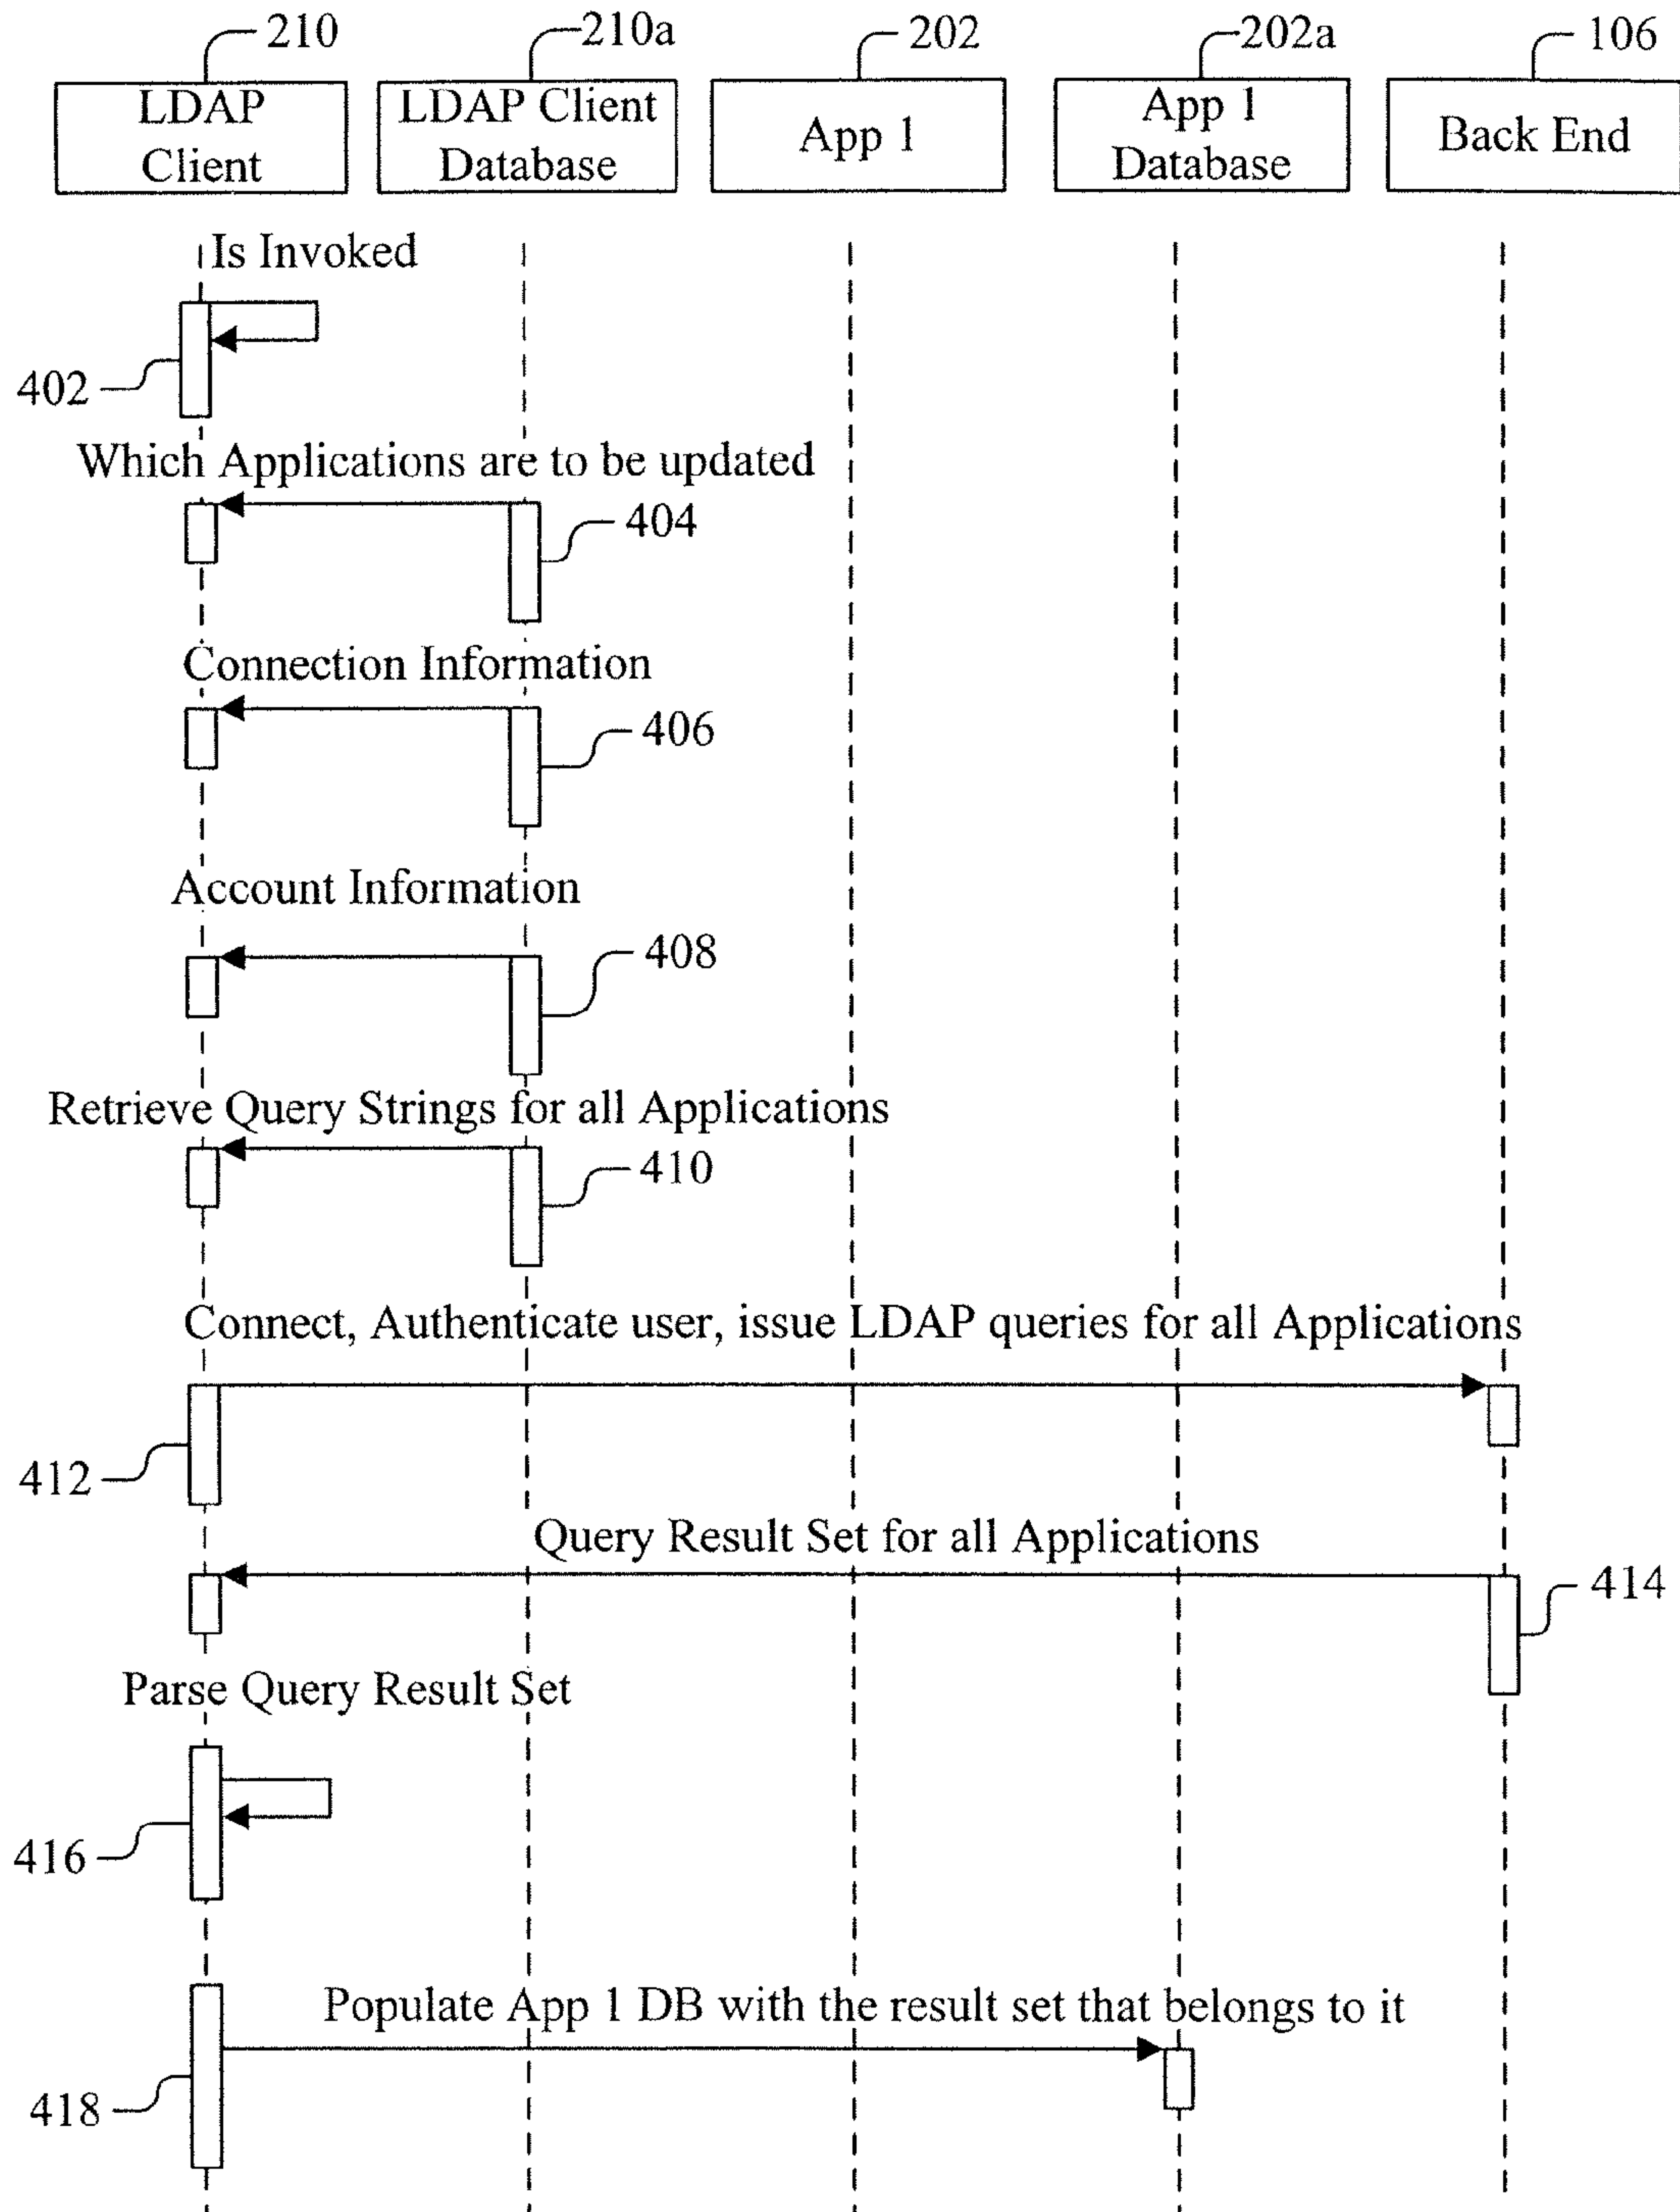 210
210a
202
202a
106
LDAP
Client
LDAP Client
Database
App 1
App 1
Database
Back End
Is Invoked
402
Which Applications are to be updated
404
Connection Information
406
Account Information
408
Retrieve Query Strings for all Applications
410
Connect, Authenticate user, issue LDAP queries for all Applications
412
Query Result Set for all Applications
414
Parse Query Result Set
416
Populate App 1 DB with the result set that belongs to it
418